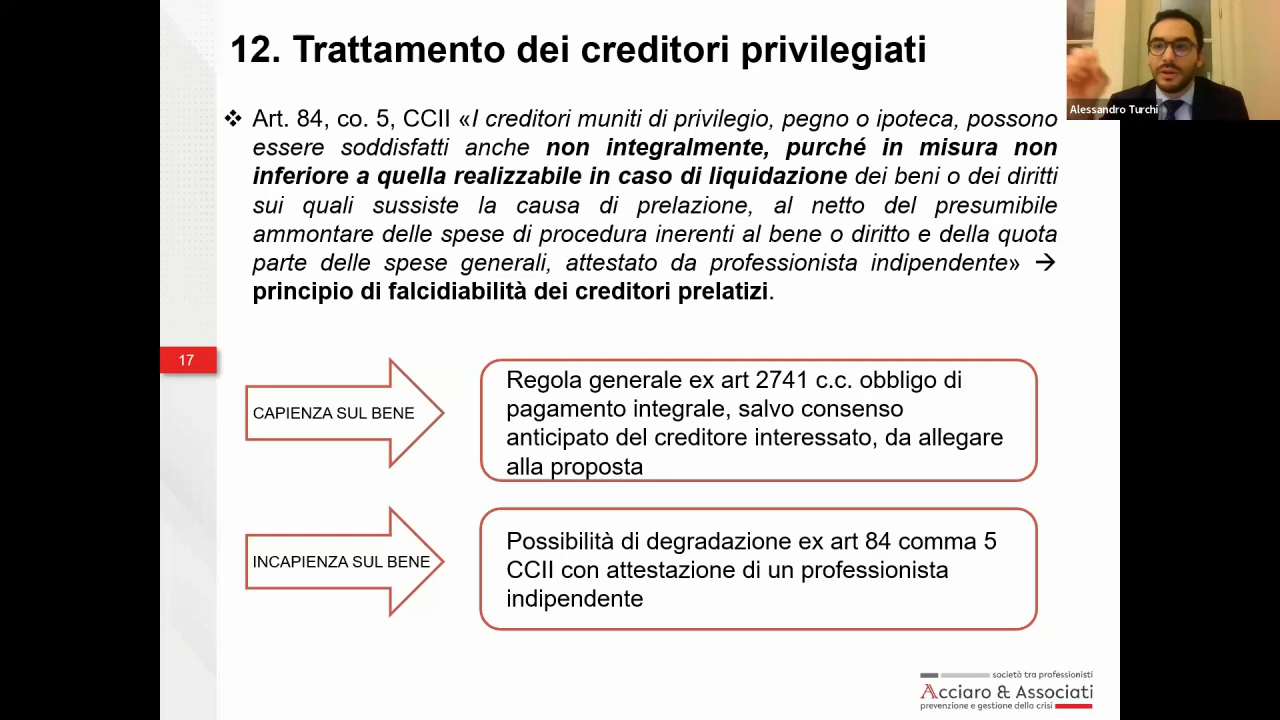 12. Trattamento dei creditori privilegiati
Alessandro Turchi
❖ Art. 84, co. 5, CCII «I creditori muniti di privilegio, pegno o ipoteca, possono
essere soddisfatti anche non integralmente, purché in misura non
inferiore a quella realizzabile in caso di liquidazione dei beni o dei diritti
sui quali sussiste la causa di prelazione, al netto del presumibile
ammontare delle spese di procedura inerenti al bene o diritto e della quota
parte delle spese generali, attestato da professionista indipendente» →
principio di falcidiabilità dei creditori prelatizi.
17
CAPIENZA SUL BENE
Regola generale ex art 2741 c.c. obbligo di
pagamento integrale, salvo consenso
anticipato del creditore interessato, da allegare
alla proposta
INCAPIENZA SUL BENE
Possibilità di degradazione ex art 84 comma 5
CCII con attestazione di un professionista
indipendente
società tra professionisti
Acciaro & Associati
prevenzione e gestione della crisi